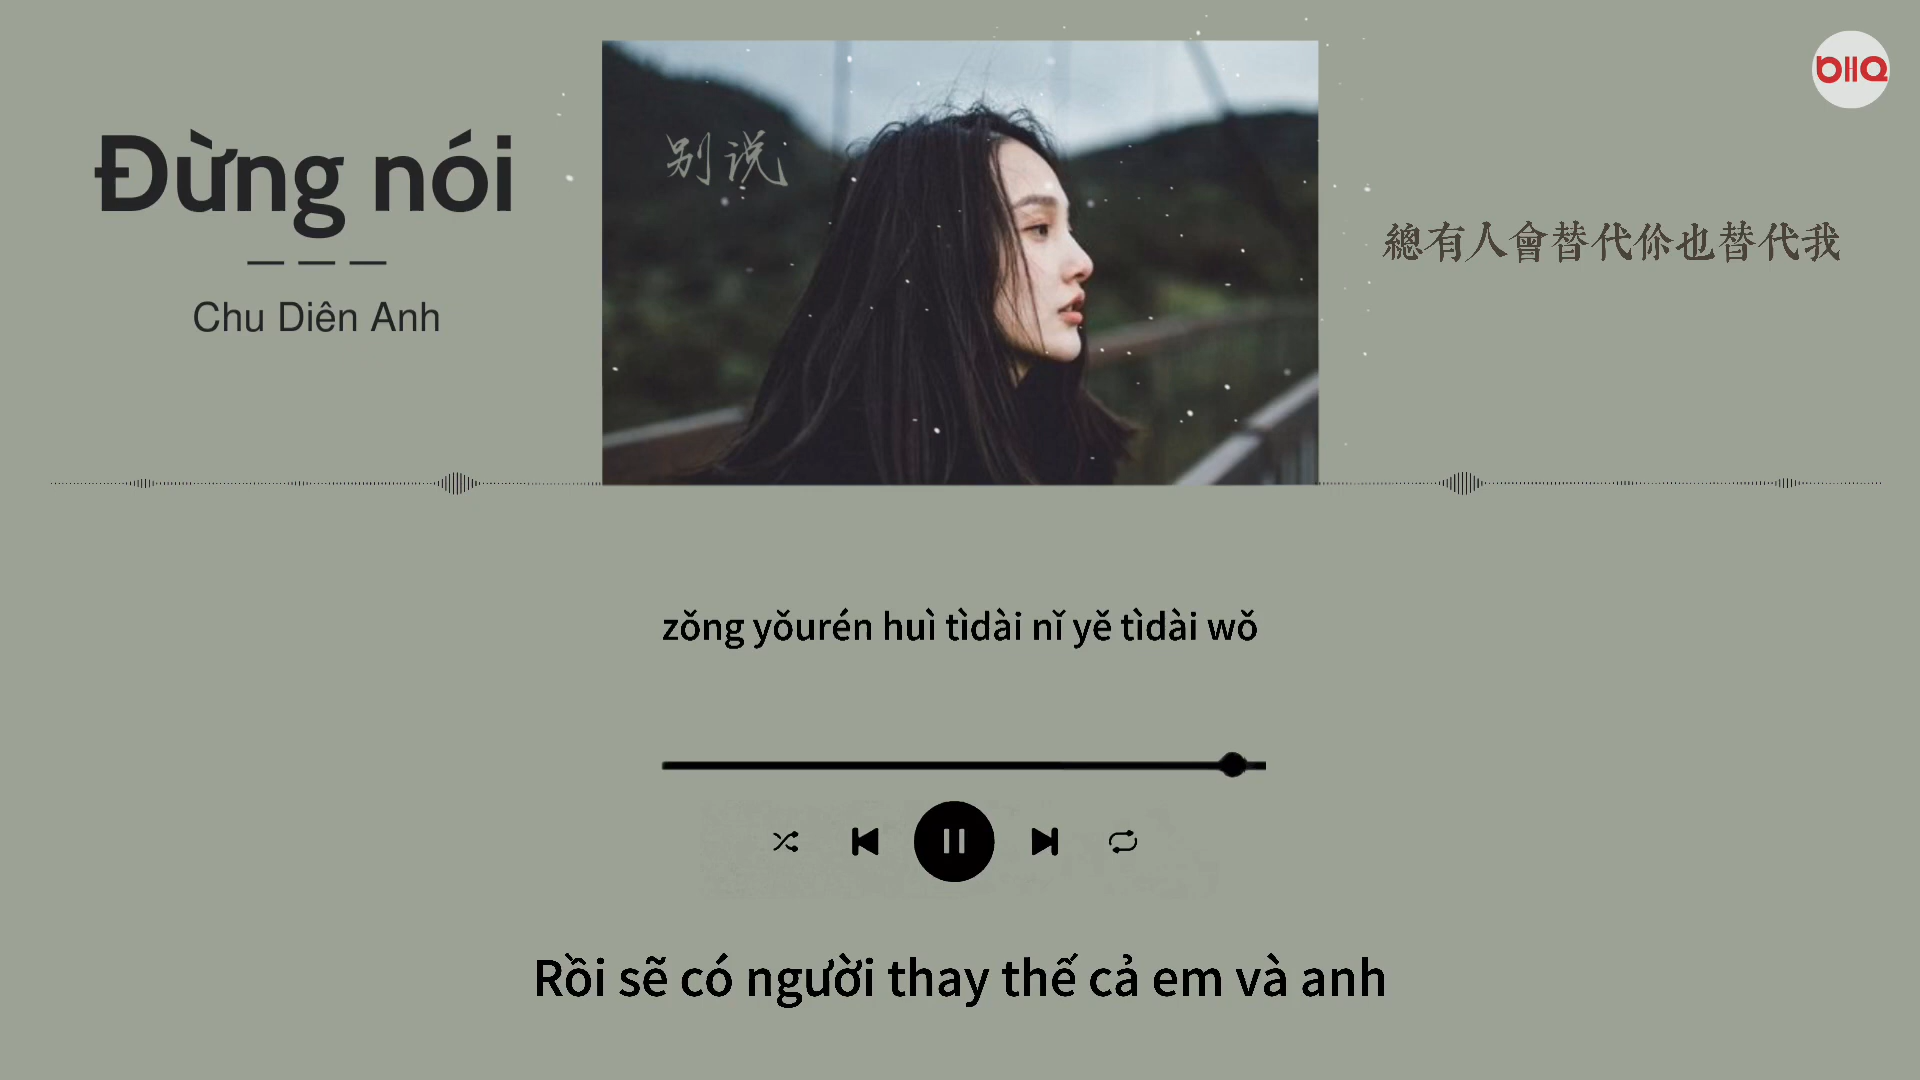 Đừng nói
Chu Diên Anh
别说
總有人會替代你也替代我
bHQ
zǒng yǒurén huì tìdài nǐ yě tìdài wǒ
Rồi sẽ có người thay thế cả em và anh